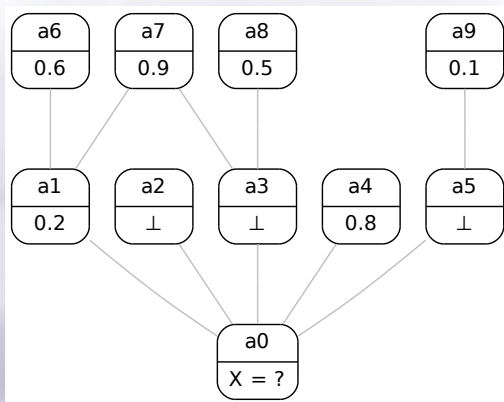 a6 a7 a8 a9
0.6 0.9 0.5 0.1
a1 a2 a3 a4 a5
0.2 ⊥ ⊥ 0.8 ⊥
a0
X = ?